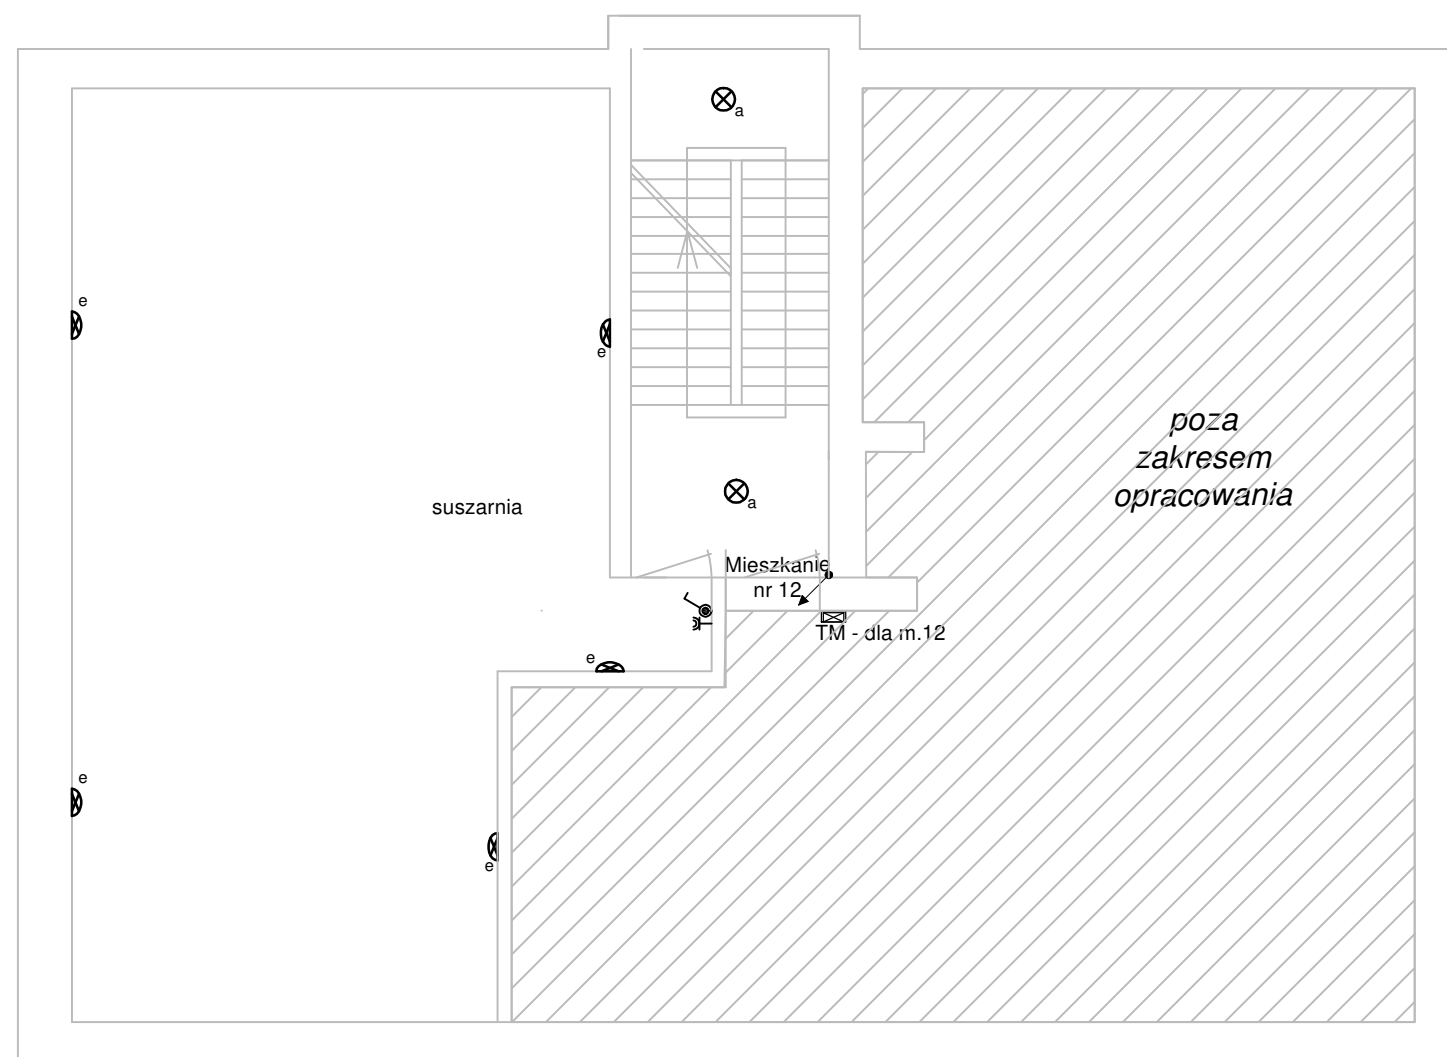 a
e
e
poza
zakresem
opracowania
suszarnia
a
Mieszkanie
nr 12
TM - dla m.12
e
e
e